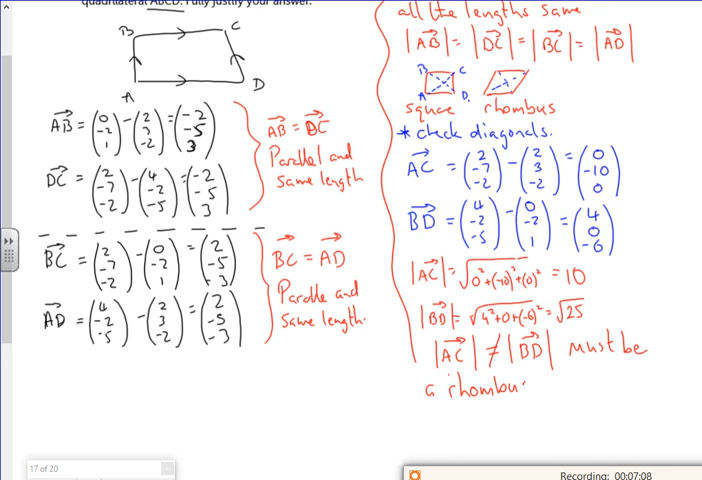 quadrilateral ABCD. Fully justify your answer.
B C
A D
AB = (0 -2 1) - (2 3 -2) = (-2 -5 3)
DC = (2 -7 -2) - (4 -2 -5) = (-2 -5 3)
AB = DC
Parallel and
same length
BC = (2 -7 -2) - (0 -2 1) = (2 -5 -3)
AD = (4 -2 -5) - (2 3 -2) = (2 -5 -3)
BC = AD
Paralle and
Same length.
all the lengths same
|AB| = |DC| = |BC| = |AD|
B C
A D.
square rhombus
* check diagonals.
AC = (2 -7 -2) - (2 3 -2) = (0 -10 0)
BD = (4 -2 -5) - (0 -2 1) = (4 0 -6)
|AC| = √0²+(-10)²+(0)² = 10
|BD| = √4²+0+(-6)² = √25
|AC| ≠ |BD| must be
a rhombu
17 of 20
Recording: 00:07:08